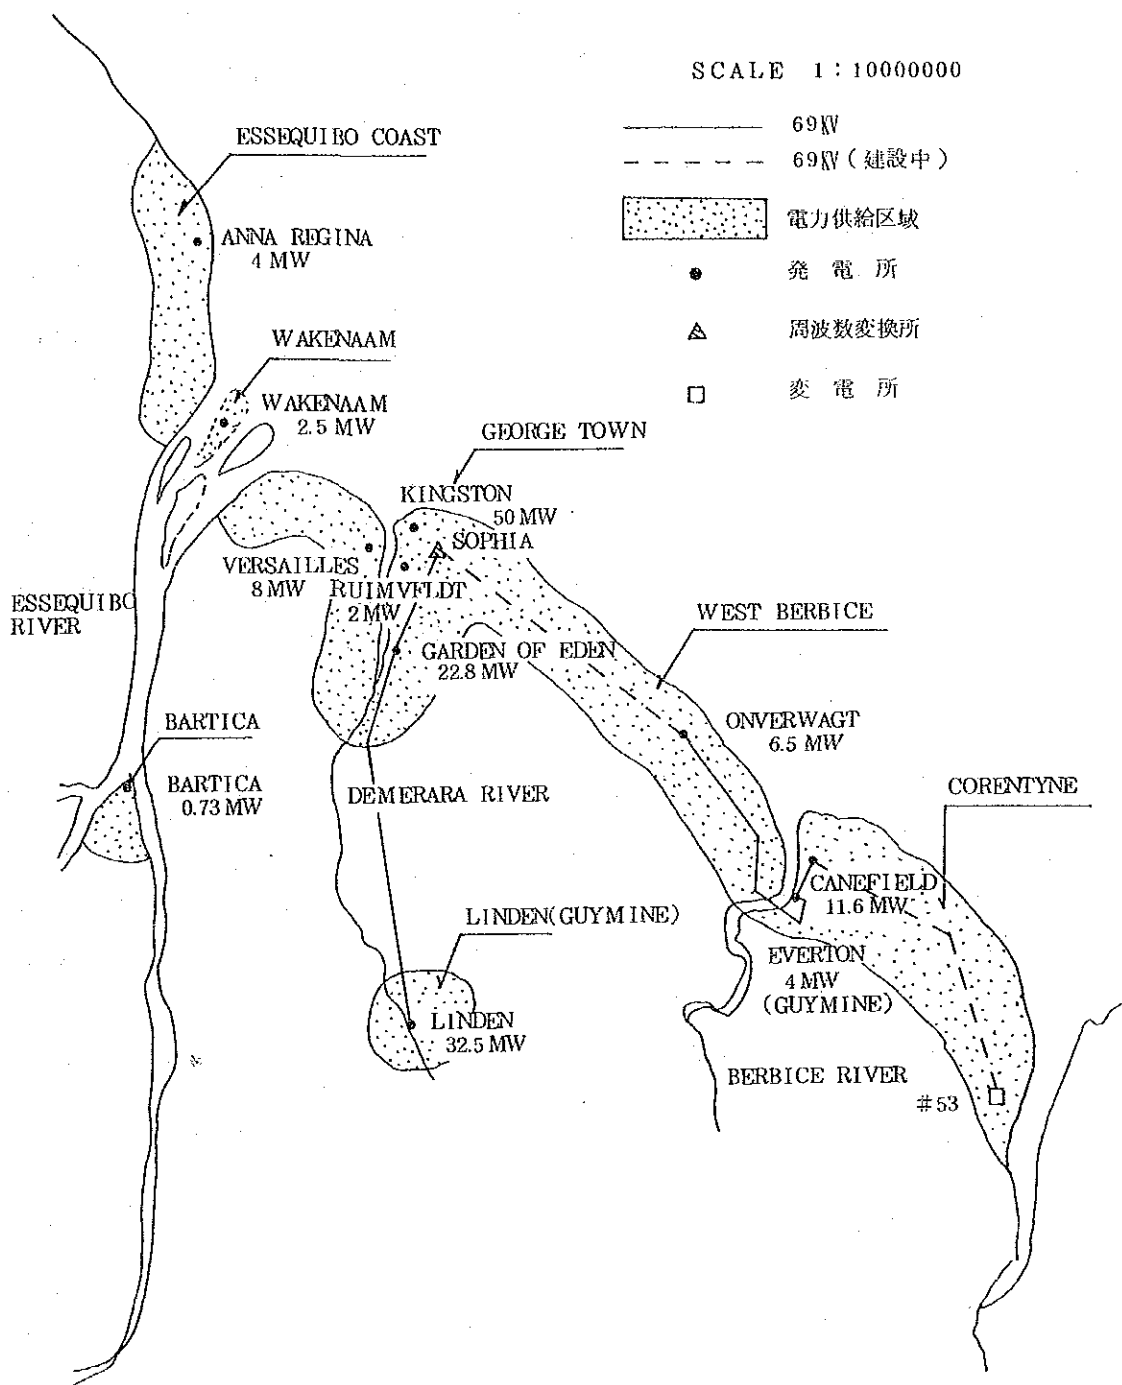 SCALE 1:10000000
69KV
69KV(建設中)
電力供給区域
発電所
周波数変換所
変電所
ESSEQUIBO COAST
ANNA REGINA
4 MW
WAKENAAM
WAKENAAM
2.5 MW
GEORGE TOWN
KINGSTON
50 MW
SOPHIA
VERSAILLES
8 MW
RUIMVELDT
2 MW
ESSEQUIBO
RIVER
GARDEN OF EDEN
22.8 MW
WEST BERBICE
ONVERWAGT
6.5 MW
BARTICA
BARTICA
0.73 MW
DEMERARA RIVER
CORENTYNE
CANEFIELD
11.6 MW
LINDEN(GUYMINE)
EVERTON
4 MW
(GUYMINE)
LINDEN
32.5 MW
BERBICE RIVER
#53